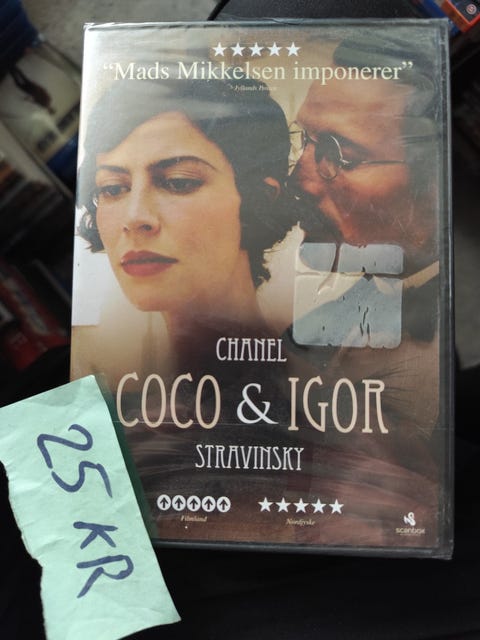 ★★★★★
"Mads Mikkelsen imponerer"
Jyllands Posten
CHANEL
COCO & IGOR
STRAVINSKY
Filmland
★★★★★
Nordjyske
scanbox
25 KR